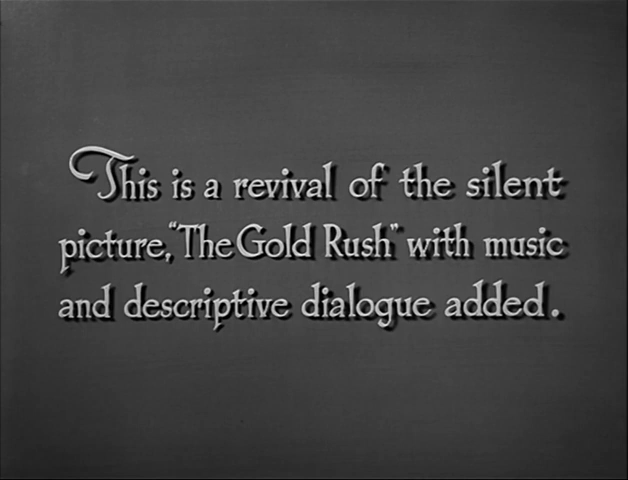 This is a revival of the silent
picture, "The Gold Rush" with music
and descriptive dialogue added.